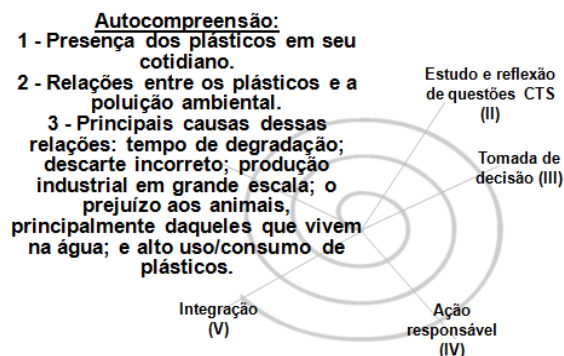 Autocompreensão:
1 - Presença dos plásticos em seu
cotidiano.
2 - Relações entre os plásticos e a
poluição ambiental.
3 - Principais causas dessas
relações: tempo de degradação;
descarte incorreto; produção
industrial em grande escala; o
prejuízo aos animais,
principalmente daqueles que vivem
na água; e alto uso/consumo de
plásticos.
Estudo e reflexão
de questões CTS
(II)
Tomada de
decisão (III)
Ação
responsável
(IV)
Integração
(V)